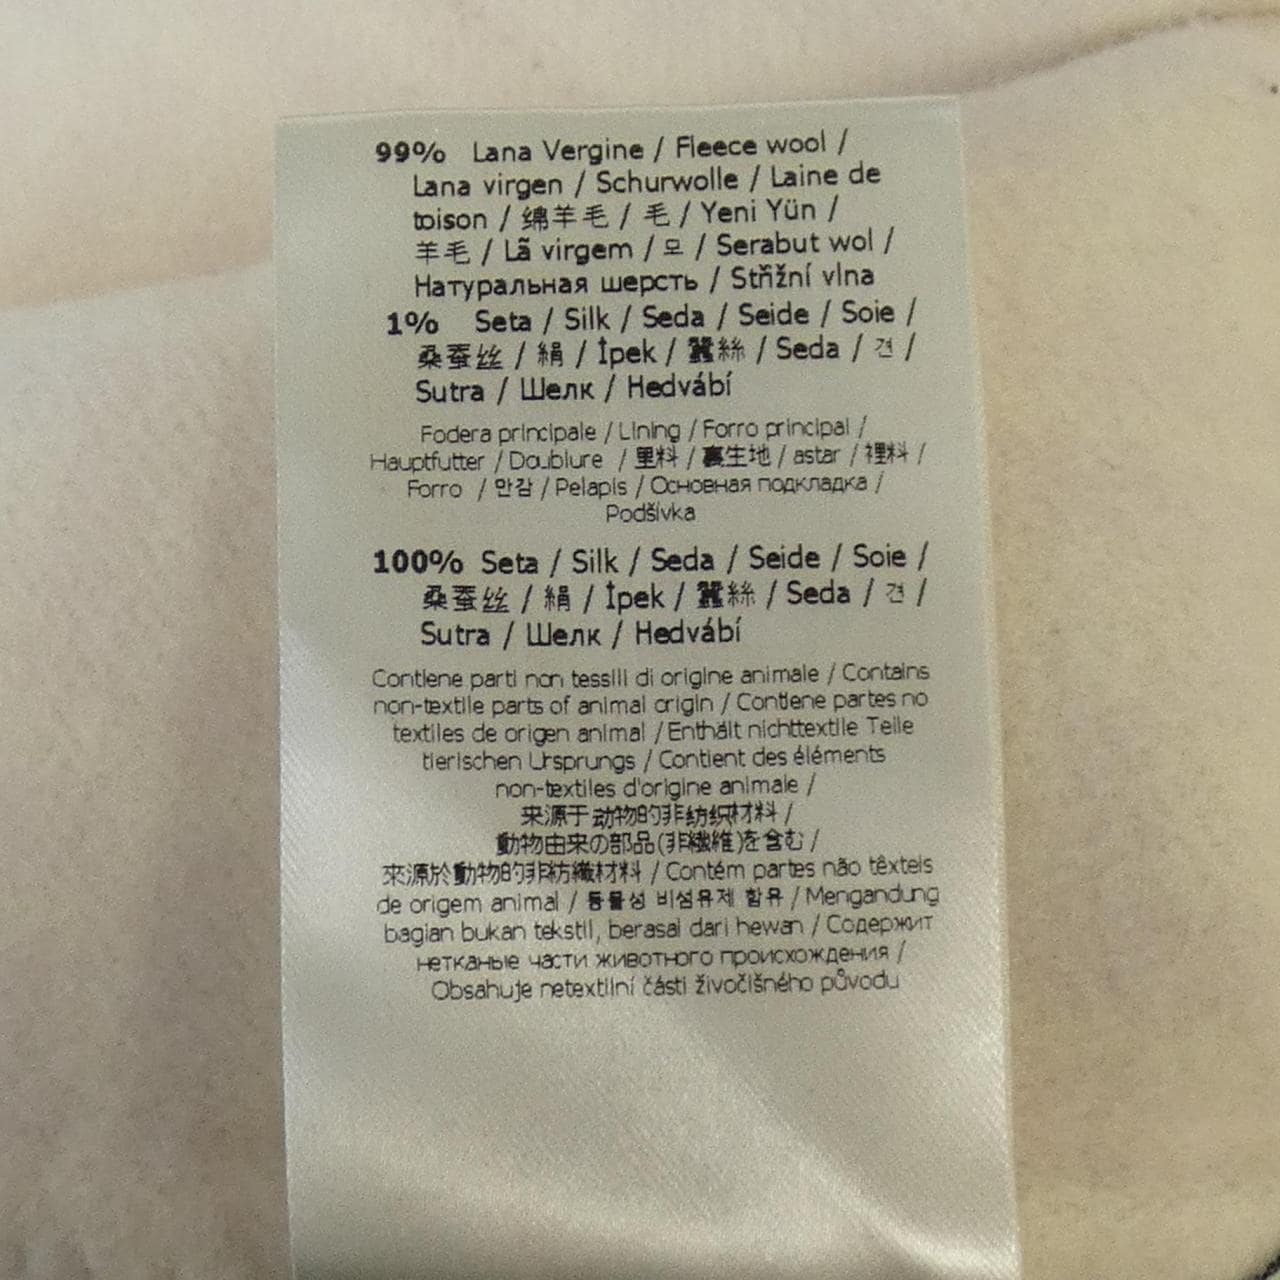 99% Lana Vergine / Fleece wool /
Lana virgen / Schurwolle / Laine de
toison / 绵羊毛 / 毛 / Yeni Yün /
羊毛 / Lã virgem / 모 / Serabut wol /
Натуральная шерсть / Střižní vlna
1% Seta / Silk / Seda / Seide / Soie /
桑蚕丝 / 絹 / İpek / 蠶絲 / Seda / 견 /
Sutra / Шелк / Hedvábí
Fodera principale / Lining / Forro principal /
Hauptfutter / Doublure / 里料 / 裏生地 / astar / 裡料 /
Forro / 안감 / Pelapis / Основная подкладка /
Podšívka
100% Seta / Silk / Seda / Seide / Soie /
桑蚕丝 / 絹 / İpek / 蠶絲 / Seda / 견 /
Sutra / Шелк / Hedvábí
Contiene parti non tessili di origine animale / Contains
non-textile parts of animal origin / Contiene partes no
textiles de origen animal / Enthält nichttextile Teile
tierischen Ursprungs / Contient des éléments
non-textiles d'origine animale /
来源于动物的非纺织材料 /
動物由来の部品(非繊維)を含む /
來源於動物的非紡織材料 / Contém partes não têxteis
de origem animal / 동물성 비섬유제 함유 / Mengandung
bagian bukan tekstil, berasal dari hewan / Содержит
нетканые части животного происхождения /
Obsahuje netextilní části živočišného původu